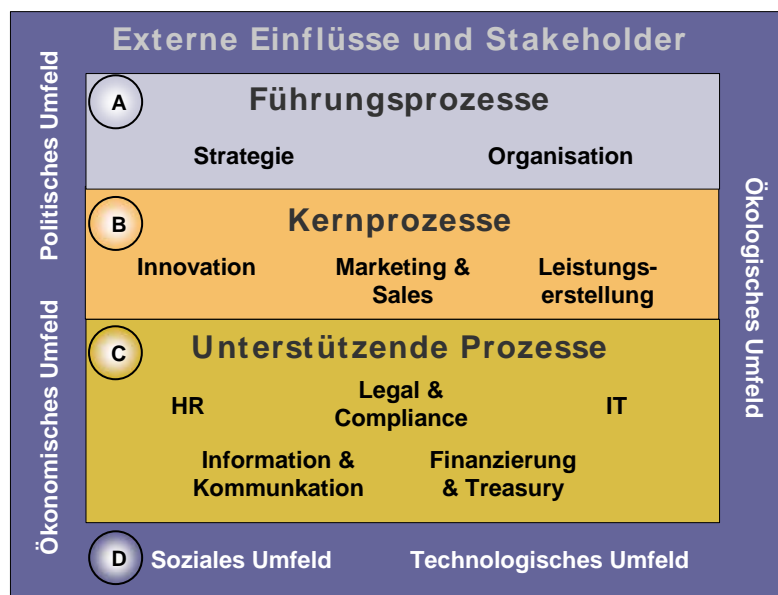 Externe Einflüsse und Stakeholder
Politisches Umfeld
Ökonomisches Umfeld
A
Führungsprozesse
Strategie
Organisation
B
Kernprozesse
Innovation
Marketing &
Sales
Leistungs-
erstellung
C
Unterstützende Prozesse
HR
Legal &
Compliance
IT
Information &
Kommunkation
Finanzierung
& Treasury
Ökologisches Umfeld
D
Soziales Umfeld
Technologisches Umfeld